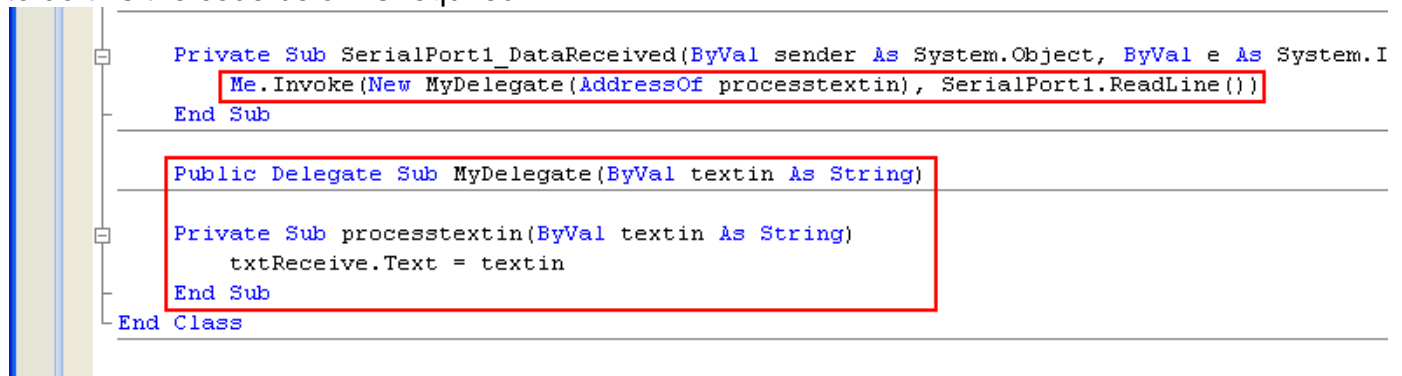 Private Sub SerialPort1_DataReceived(ByVal sender As System.Object, ByVal e As System.I
Me.Invoke(New MyDelegate(AddressOf processtextin), SerialPort1.ReadLine())
End Sub
Public Delegate Sub MyDelegate(ByVal textin As String)
Private Sub processtextin(ByVal textin As String)
txtReceive.Text = textin
End Sub
End Class